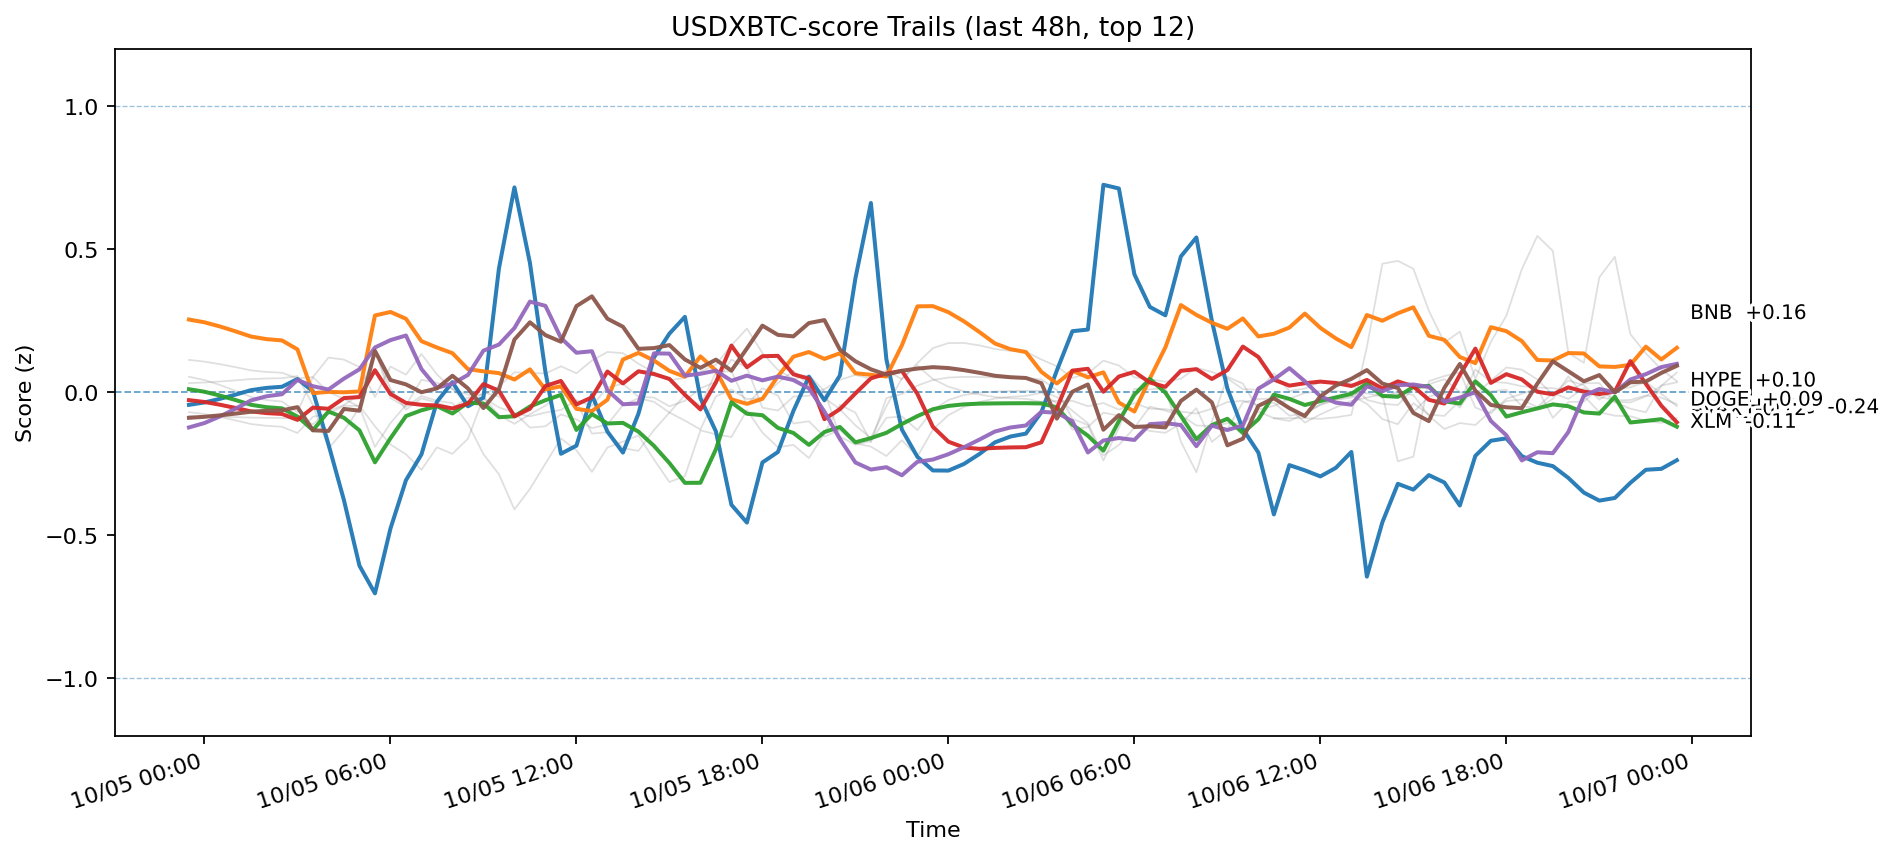 USDXBTC-score Trails (last 48h, top 12)
Score (z)
1.0
0.5
0.0
−0.5
−1.0
BNB +0.16
HYPE +0.10
DOGE +0.09
-0.24
XLM -0.11
10/05 00:00
10/05 06:00
10/05 12:00
10/05 18:00
10/06 00:00
10/06 06:00
10/06 12:00
10/06 18:00
10/07 00:00
Time